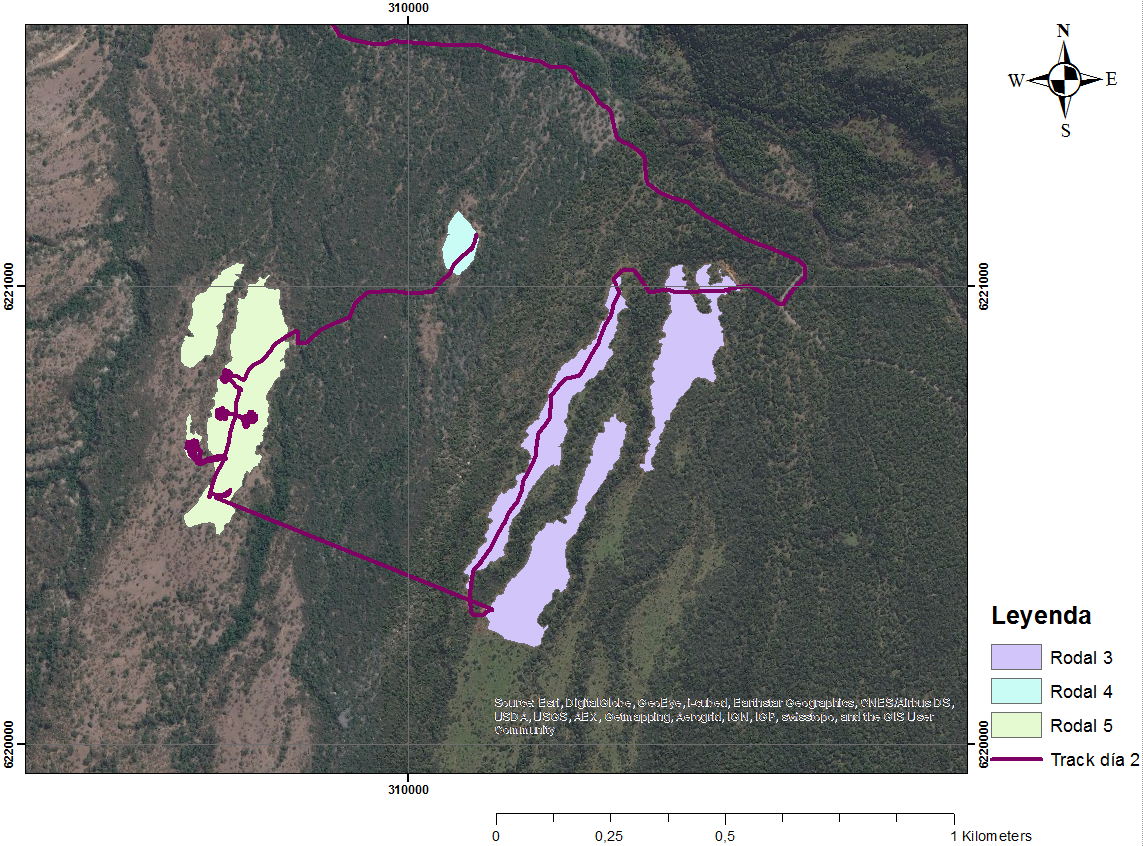 310000
N
W
E
S
6221000
6221000
Leyenda
Rodal 3
Rodal 4
Rodal 5
Track día 2
Source: Esri, DigitalGlobe, GeoEye, i-cubed, Earthstar Geographics, CNES/Airbus DS,
USDA, USGS, AEX, Getmapping, Aerogrid, IGN, IGP, swisstopo, and the GIS User
Community
6220000
6220000
310000
0
0,25
0,5
1 Kilometers